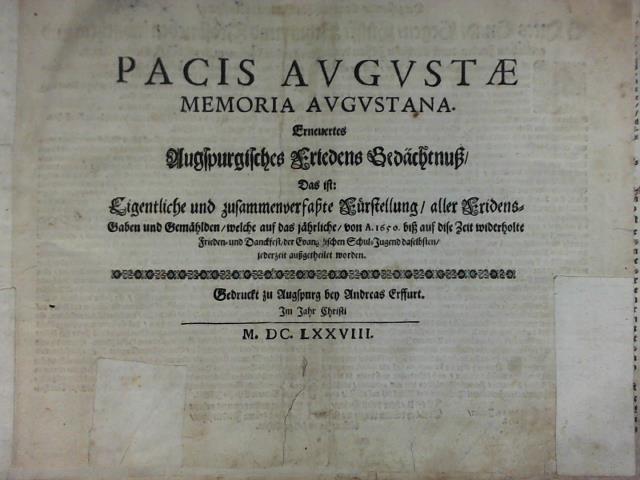 PACIS AVGVSTÆ
MEMORIA AVGVSTANA.
Erneuertes
Augspurgisches Friedens Gedächtnuß/
Das ist:
Eigentliche und zusammenverfaßte Fürstellung/ aller Fridens-
Gaben und Gemählden/ welche auf das jährliche/ von A. 1650. biß auf dise Zeit widerholte
Frieden- und Danckfest/ der Evangelischen Schul-Jugend daselbsten/
jederzeit außgetheilet worden.
Gedruckt zu Augspurg bey Andreas Erffurt.
Im Jahr Christi
M. DC. LXXVIII.